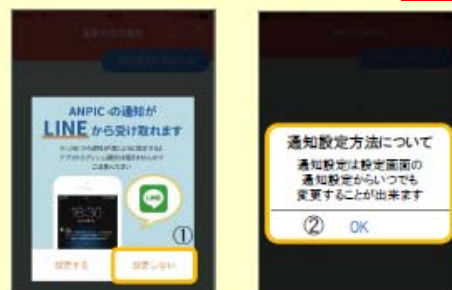 ANPIC の通知が
LINE から受け取れます
LINE
16:30
①
設定する
設定しない
通知設定方法について
通知設定は設定画面の
通知設定からいつでも
変更することが出来ます
② OK